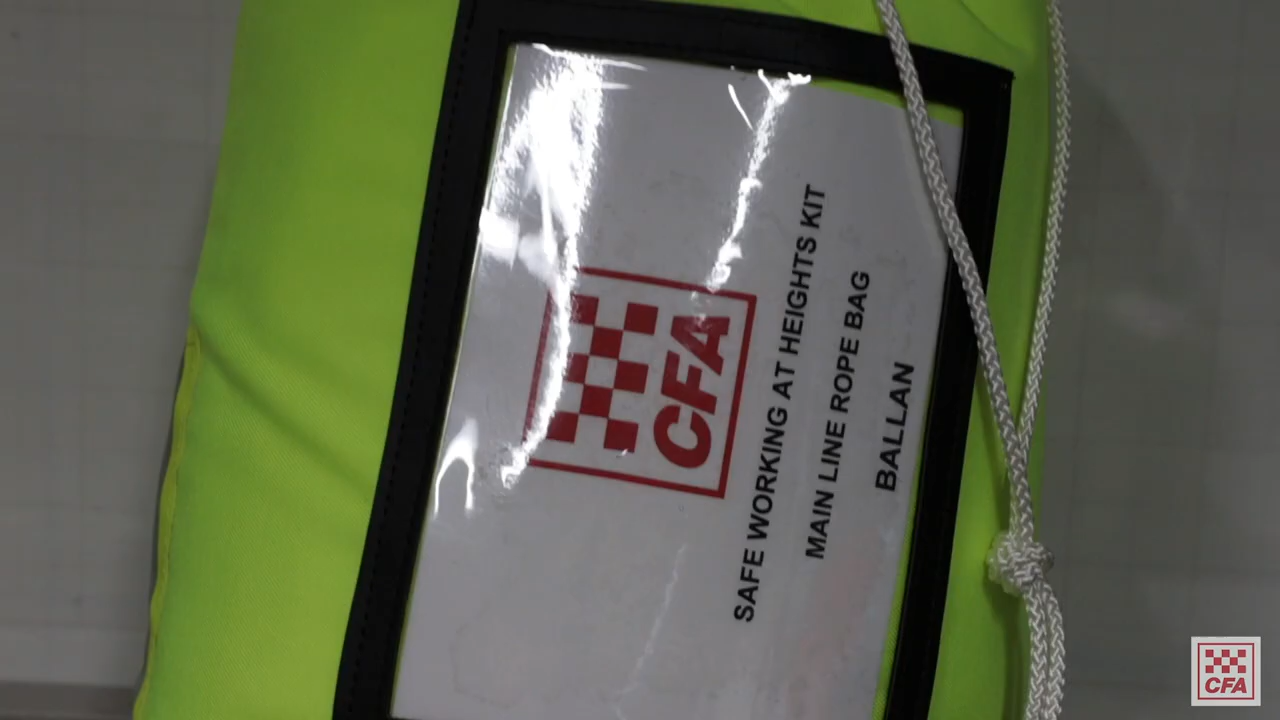 CFA
SAFE WORKING AT HEIGHTS KIT
MAIN LINE ROPE BAG
BALLAN
CFA